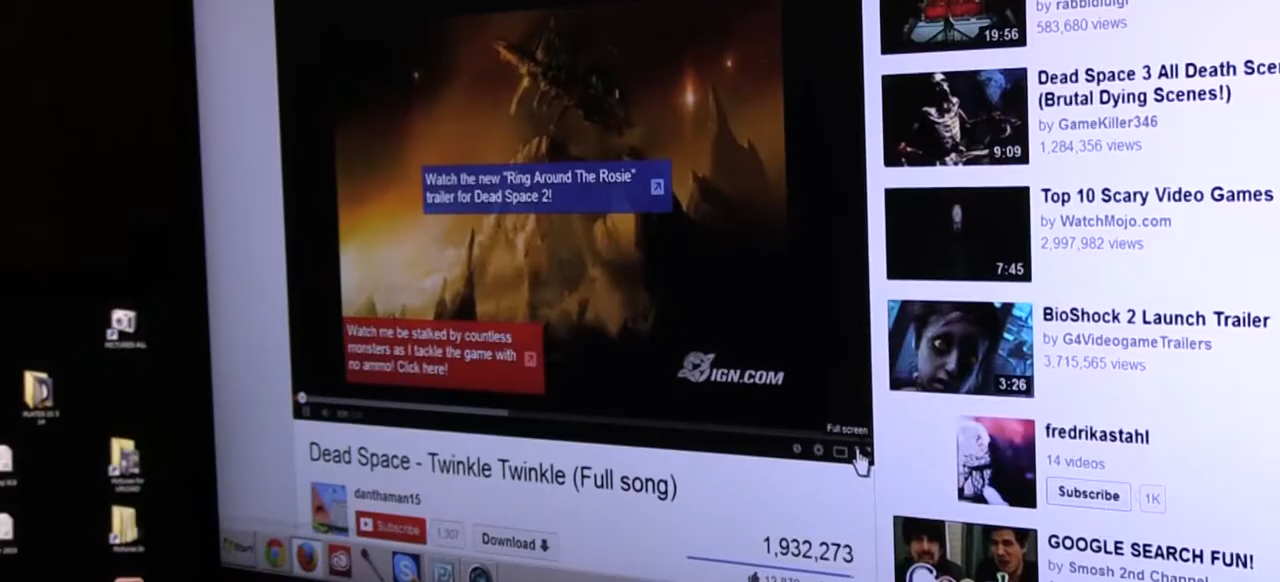 Watch the new "Ring Around The Rosie"
trailer for Dead Space 2!
Watch me be stalked by countless
monsters as I tackle the game with
no ammo! Click here!
IGN.COM
Full screen
Dead Space - Twinkle Twinkle (Full song)
danthaman15
Subscribe
1,307
Download
1,932,273
Start
19:56
by rabbidluigi
583,680 views
9:09
Dead Space 3 All Death Sce
(Brutal Dying Scenes!)
by GameKiller346
1,284,356 views
7:45
Top 10 Scary Video Games
by WatchMojo.com
2,997,982 views
3:26
BioShock 2 Launch Trailer
by G4VideogameTrailers
3,715,565 views
fredrikastahl
14 videos
Subscribe
1K
GOOGLE SEARCH FUN!
by Smosh 2nd Channel